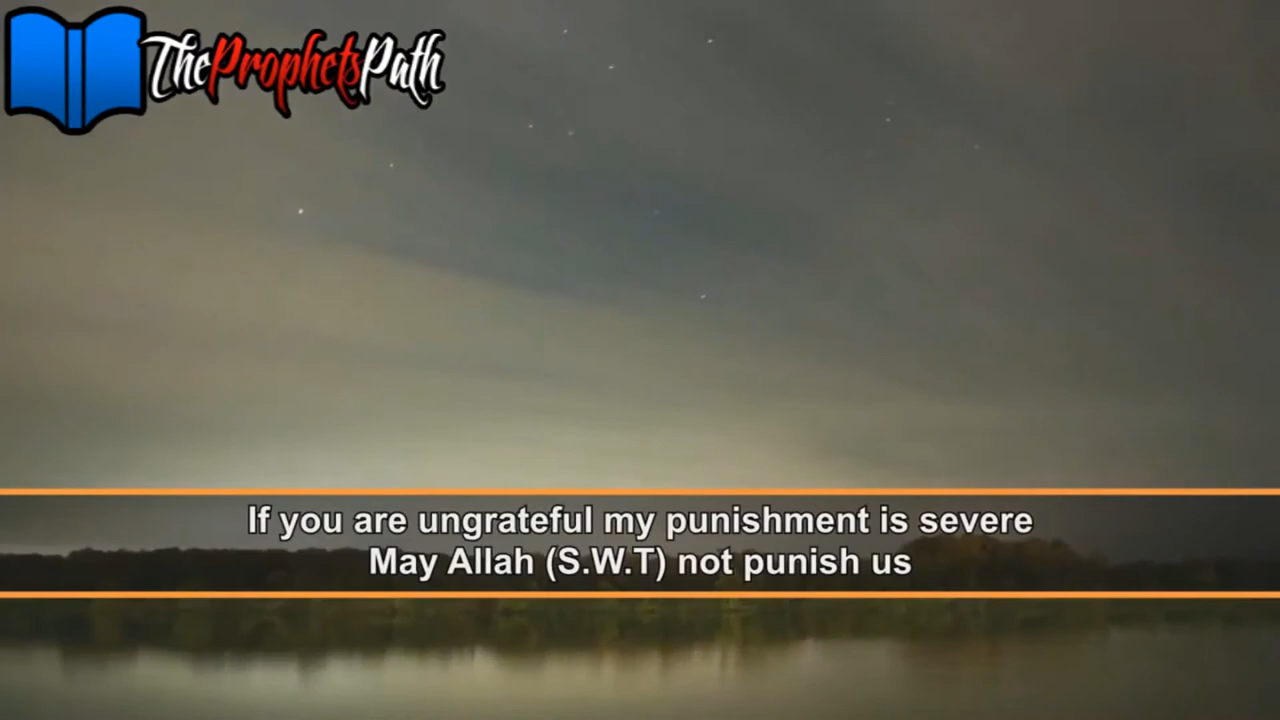 TheProphetsPath
If you are ungrateful my punishment is severe
May Allah (S.W.T) not punish us